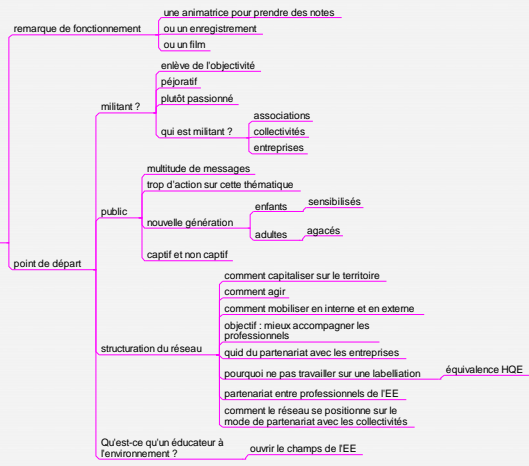 remarque de fonctionnement
une animatrice pour prendre des notes
ou un enregistrement
ou un film
point de départ
militant ?
enlève de l'objectivité
péjoratif
plutôt passionné
qui est militant ?
associations
collectivités
entreprises
public
multitude de messages
trop d'action sur cette thématique
nouvelle génération
enfants
sensibilisés
adultes
agacés
captif et non captif
structuration du réseau
comment capitaliser sur le territoire
comment agir
comment mobiliser en interne et en externe
objectif : mieux accompagner les
professionnels
quid du partenariat avec les entreprises
pourquoi ne pas travailler sur une labelliation
équivalence HQE
partenariat entre professionnels de l'EE
comment le réseau se positionne sur le
mode de partenariat avec les collectivités
Qu'est-ce qu'un éducateur à
l'environnement ?
ouvrir le champs de l'EE